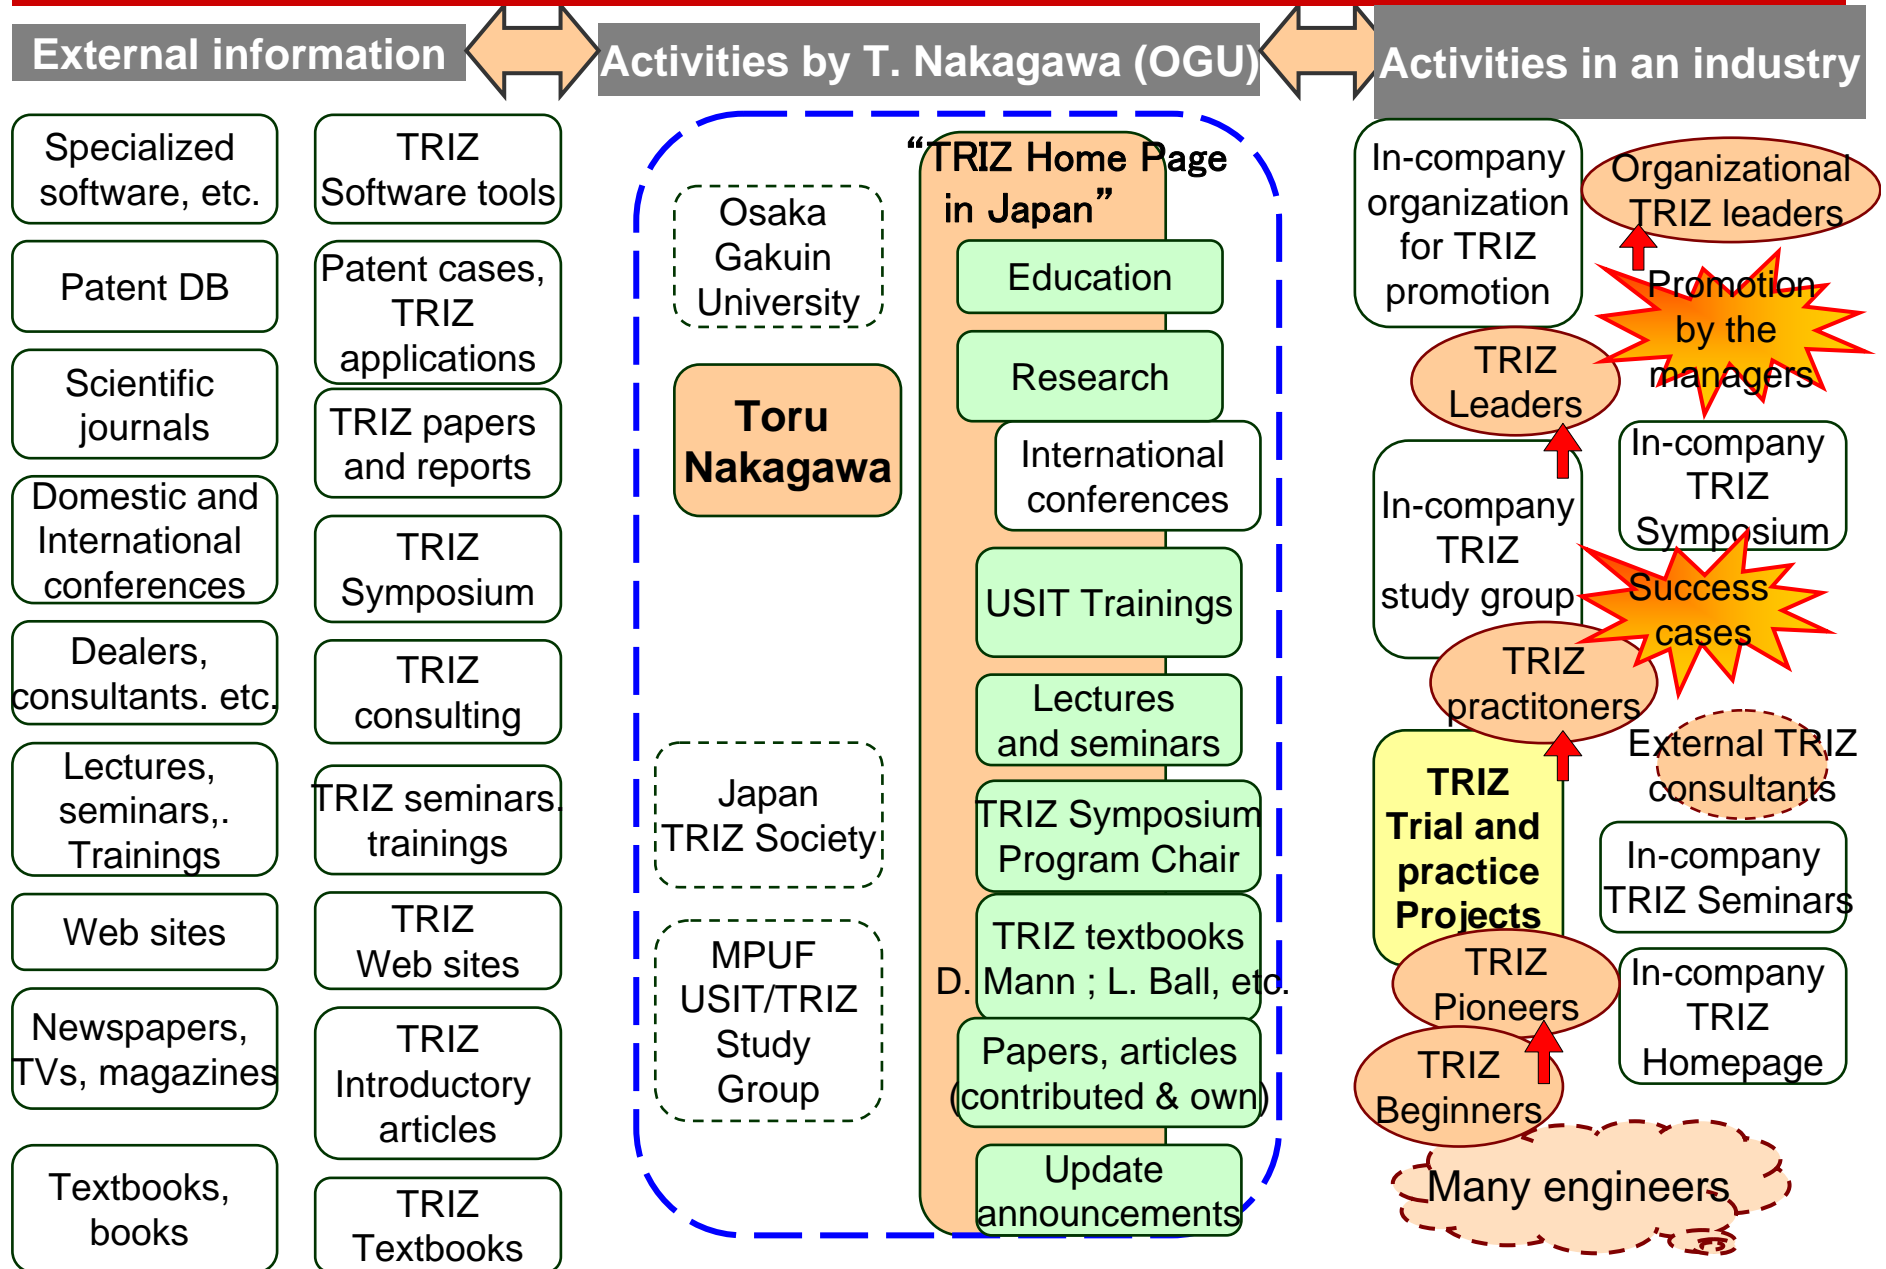 External information
Activities by T. Nakagawa (OGU)
Activities in an industry
Specialized
software, etc.
Patent DB
Scientific
journals
Domestic and
International
conferences
Dealers,
consultants. etc.
Lectures,
seminars,.
Trainings
Web sites
Newspapers,
TVs, magazines
Textbooks,
books
TRIZ
Software tools
Patent cases,
TRIZ
applications
TRIZ papers
and reports
TRIZ
Symposium
TRIZ
consulting
TRIZ seminars.
trainings
TRIZ
Web sites
TRIZ
Introductory
articles
TRIZ
Textbooks
Osaka
Gakuin
University
Toru
Nakagawa
Japan
TRIZ Society
MPUF
USIT/TRIZ
Study
Group
“TRIZ Home Page
in Japan”
Education
Research
International
conferences
USIT Trainings
Lectures
and seminars
TRIZ Symposium
Program Chair
TRIZ textbooks
D. Mann ; L. Ball, etc.
Papers, articles
(contributed & own)
Update
announcements
In-company
organization
for TRIZ
promotion
Organizational
TRIZ leaders
Promotion
by the
managers
TRIZ
Leaders
In-company
TRIZ
Symposium
In-company
TRIZ
study group
Success
cases
TRIZ
practitoners
External TRIZ
consultants
TRIZ
Trial and
practice
Projects
In-company
TRIZ Seminars
TRIZ
Pioneers
In-company
TRIZ
Homepage
TRIZ
Beginners
Many engineers